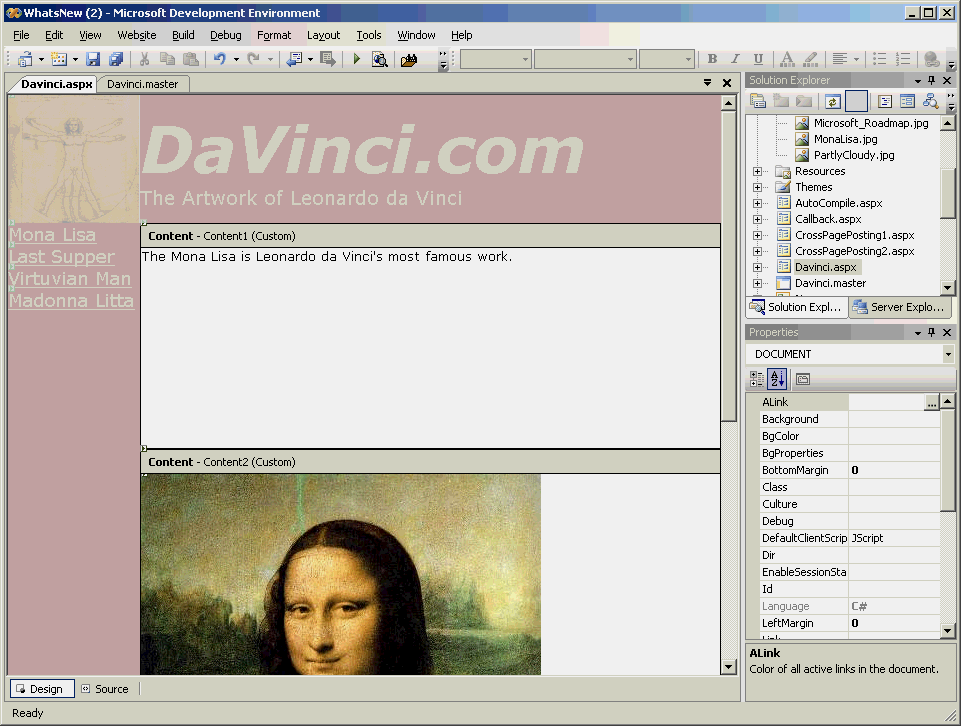 WhatsNew (2) - Microsoft Development Environment
File Edit View Website Build Debug Format Layout Tools Window Help
B I U A
Davinci.aspx Davinci.master
DaVinci.com
The Artwork of Leonardo da Vinci
Mona Lisa
Last Supper
Virtuvian Man
Madonna Litta
Content - Content1 (Custom)
The Mona Lisa is Leonardo da Vinci's most famous work.
Content - Content2 (Custom)
Design Source
Ready
Solution Explorer
Microsoft_Roadmap.jpg
MonaLisa.jpg
PartlyCloudy.jpg
Resources
Themes
AutoCompile.aspx
Callback.aspx
CrossPagePosting1.aspx
CrossPagePosting2.aspx
Davinci.aspx
Davinci.master
Solution Expl... Server Explo...
Properties
DOCUMENT
ALink ...
Background
BgColor
BgProperties
BottomMargin 0
Class
Culture
Debug
DefaultClientScrip JScript
Dir
EnableSessionSta
Id
Language C#
LeftMargin 0
ALink
Color of all active links in the document.